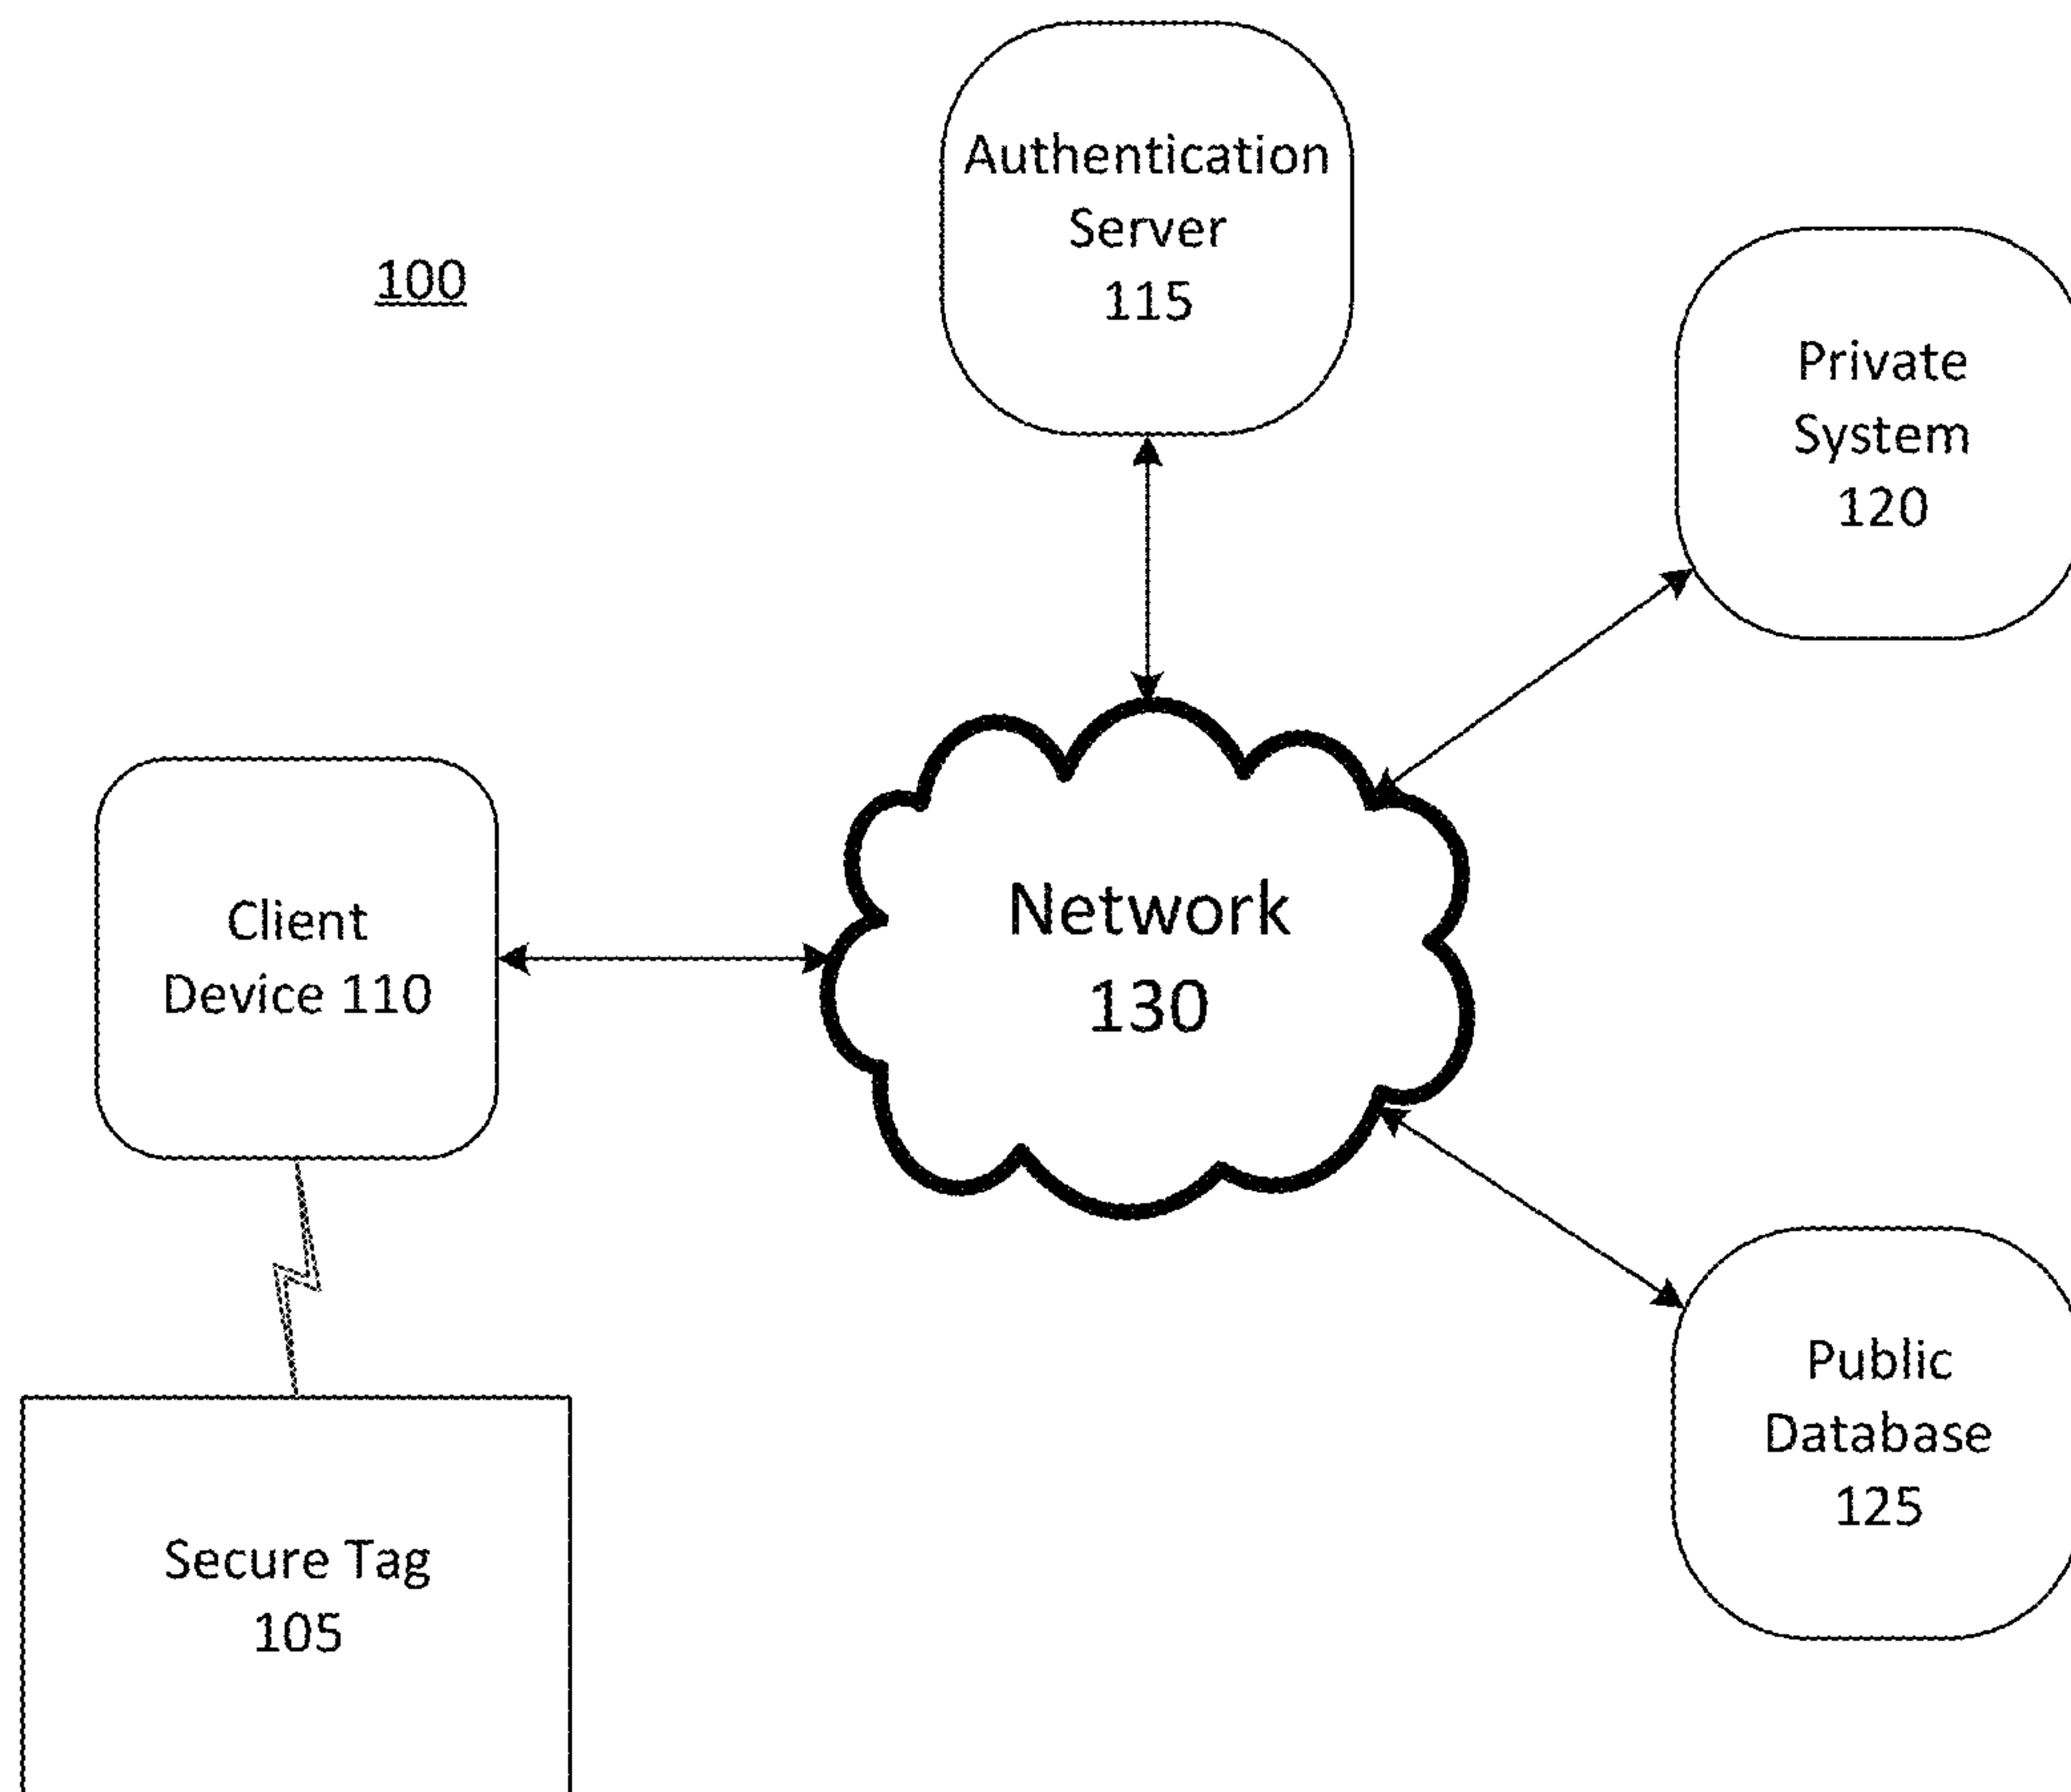 100
Authentication
Server
115
Private
System
120
Client
Device 110
Network
130
Public
Database
125
Secure Tag
105